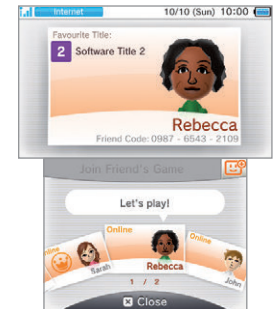 Internet 10/10 (Sun) 10:00
Favourite Title:
2 Software Title 2
Rebecca
Friend Code: 0987 - 6543 - 2109
Join Friend's Game
Let's play!
Online
Online
Online
Sarah
Rebecca
John
1 / 2
Close